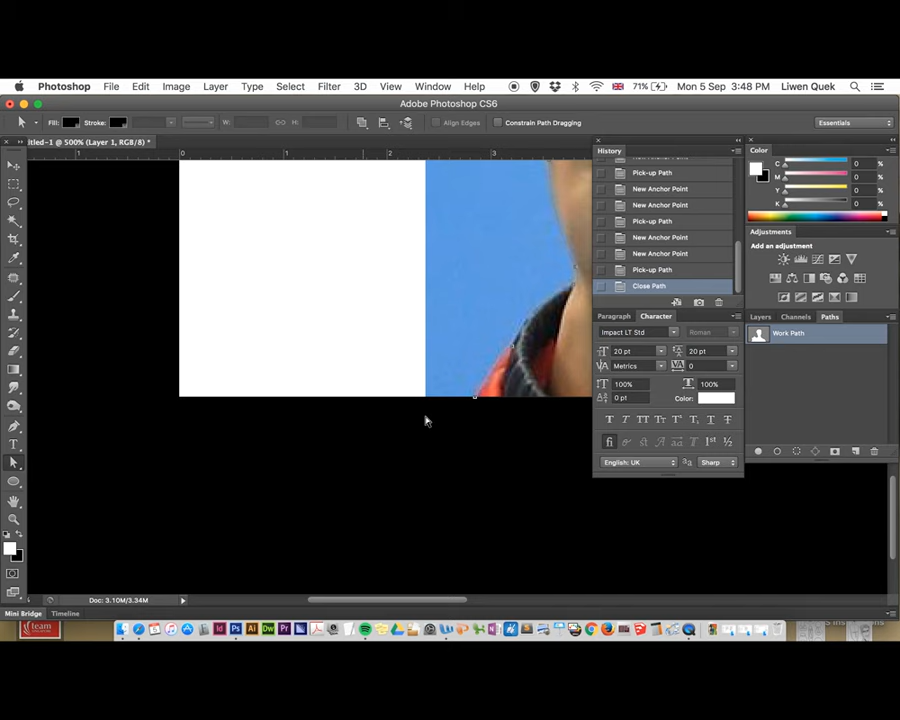 Photoshop File Edit Image Layer Type Select Filter 3D View Window Help 71% Mon 5 Sep 3:48 PM Liwen Quek
Adobe Photoshop CS6
Fill: Stroke: W: H: Align Edges Constrain Path Dragging Essentials
ntitled-1 @ 500% (Layer 1, RGB/8) *
1 0 1 2 3
History
Pick-up Path
New Anchor Point
New Anchor Point
Pick-up Path
New Anchor Point
New Anchor Point
Pick-up Path
Close Path
Paragraph Character
Impact LT Std Roman
20 pt 20 pt
Metrics 0
100% 100%
0 pt Color:
English: UK Sharp
Color
C 0 %
M 0 %
Y 0 %
K 0 %
Adjustments
Add an adjustment
Layers Channels Paths
Work Path
Doc: 3.10M/3.34M
Mini Bridge Timeline
team